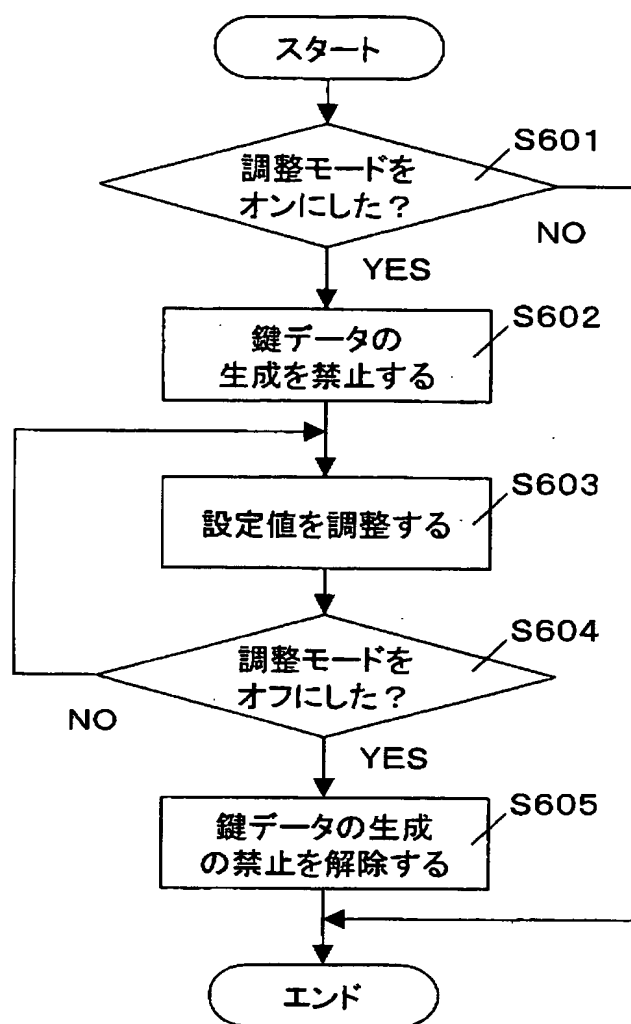 スタート
S601
調整モードを
オンにした？
NO
YES
S602
鍵データの
生成を禁止する
S603
設定値を調整する
S604
調整モードを
オフにした？
NO
YES
S605
鍵データの生成
の禁止を解除する
エンド